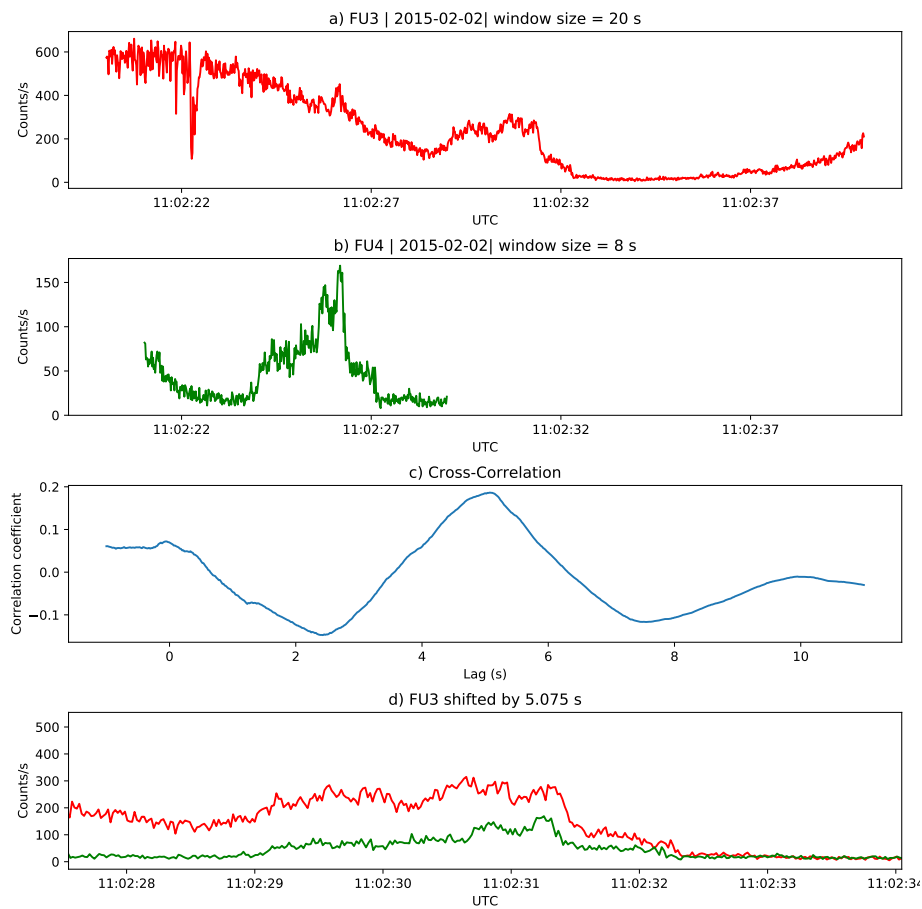 a) FU3 | 2015-02-02| window size = 20 s
600
400
200
0
Counts/s
11:02:22 11:02:27 11:02:32 11:02:37
UTC
b) FU4 | 2015-02-02| window size = 8 s
150
100
50
0
Counts/s
11:02:22 11:02:27 11:02:32 11:02:37
UTC
c) Cross-Correlation
0.2
0.1
0.0
−0.1
Correlation coefficient
0 2 4 6 8 10
Lag (s)
d) FU3 shifted by 5.075 s
500
400
300
200
100
0
Counts/s
11:02:28 11:02:29 11:02:30 11:02:31 11:02:32 11:02:33 11:02:34
UTC